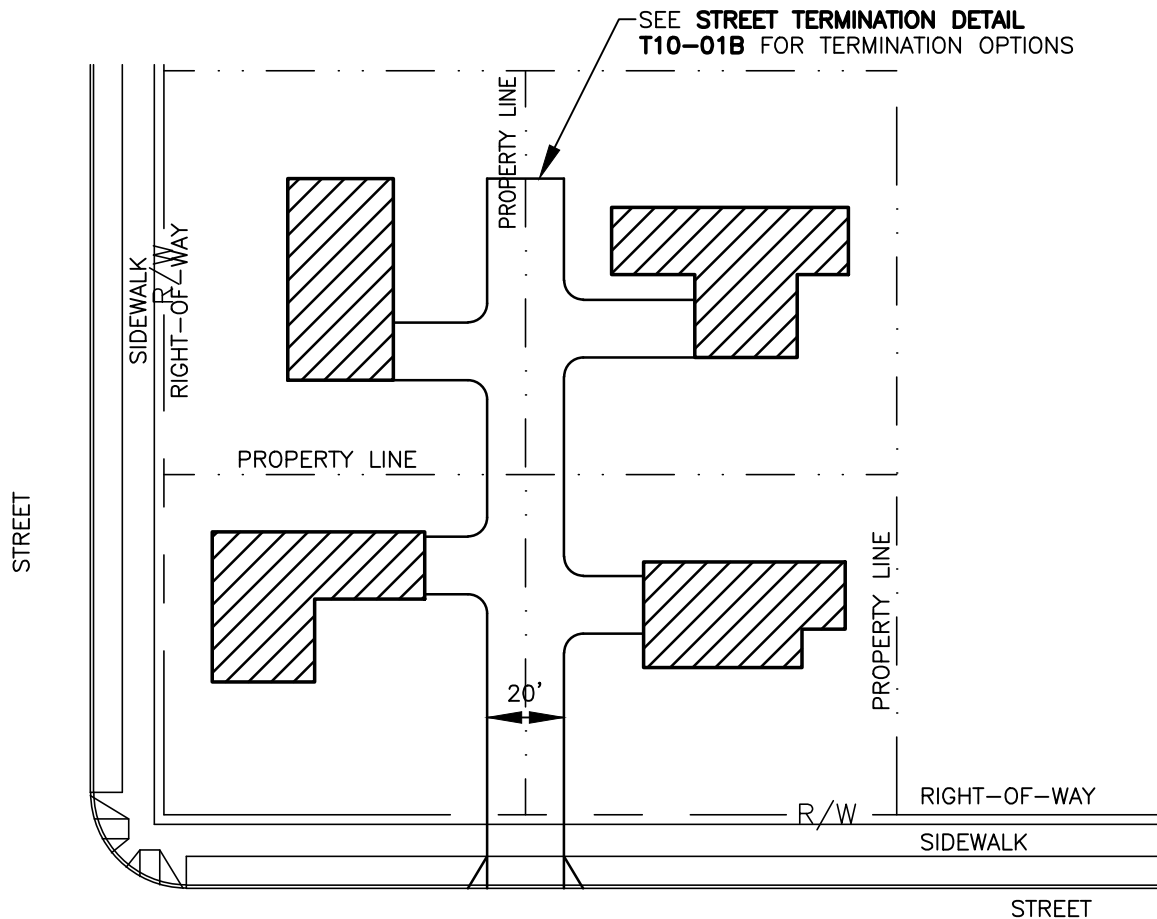 SEE STREET TERMINATION DETAIL
T10-01B FOR TERMINATION OPTIONS
PROPERTY LINE
SIDEWALK
R/W
RIGHT-OF-WAY
PROPERTY LINE
STREET
PROPERTY LINE
20'
R/W
RIGHT-OF-WAY
SIDEWALK
STREET